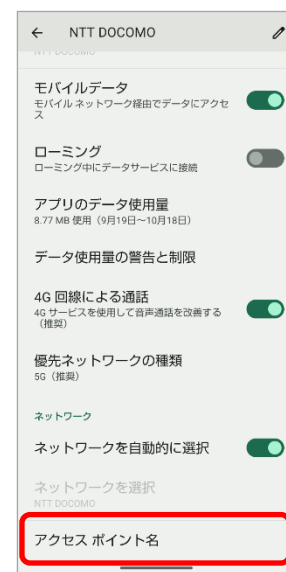 NTT DOCOMO
NTT DOCOMO
モバイルデータ
モバイル ネットワーク経由でデータにアクセ
ス
ローミング
ローミング中にデータサービスに接続
アプリのデータ使用量
8.77 MB 使用（9月19日～10月18日）
データ使用量の警告と制限
4G 回線による通話
4G サービスを使用して音声通話を改善する
（推奨）
優先ネットワークの種類
5G（推奨）
ネットワーク
ネットワークを自動的に選択
ネットワークを選択
NTT DOCOMO
アクセス ポイント名